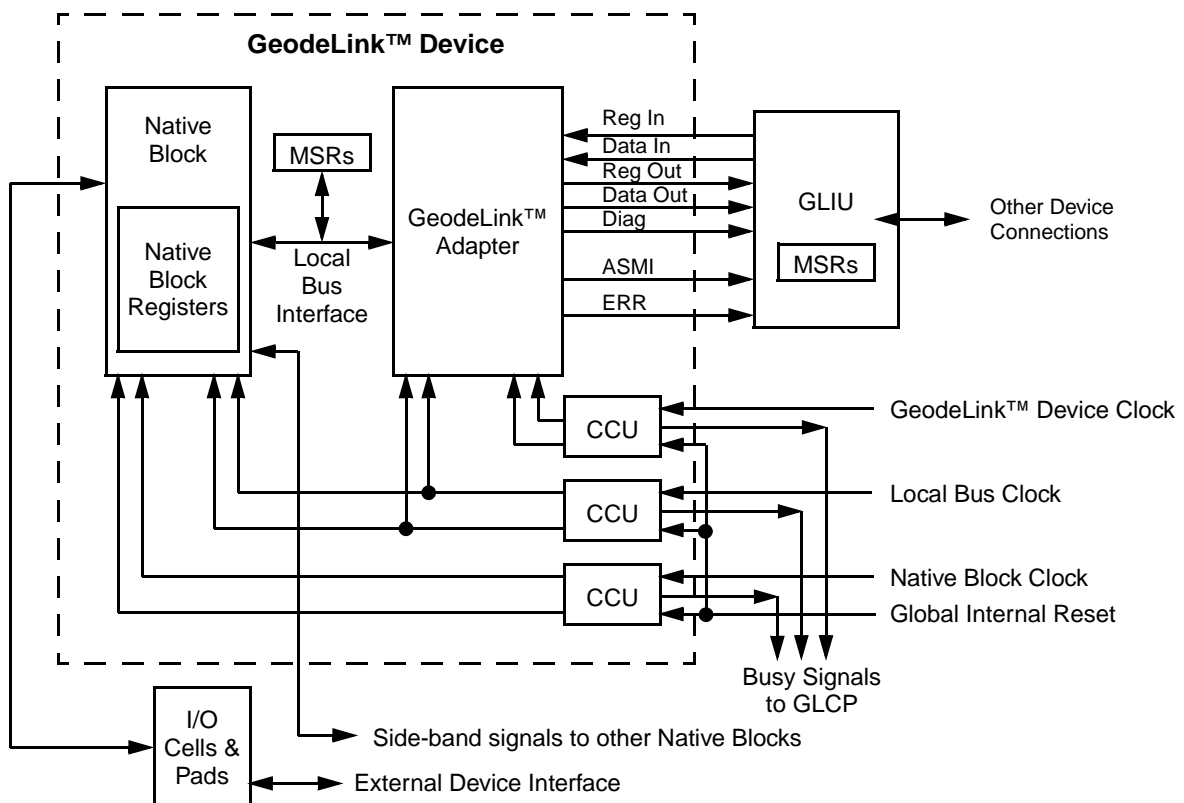 GeodeLink™ Device
Native
Block
MSRs
Native
Block
Registers
Local
Bus
Interface
GeodeLink™
Adapter
Reg In
Data In
Reg Out
Data Out
Diag
ASMI
ERR
GLIU
MSRs
Other Device
Connections
CCU
GeodeLink™ Device Clock
CCU
Local Bus Clock
CCU
Native Block Clock
Global Internal Reset
Busy Signals
to GLCP
I/O
Cells &
Pads
Side-band signals to other Native Blocks
External Device Interface